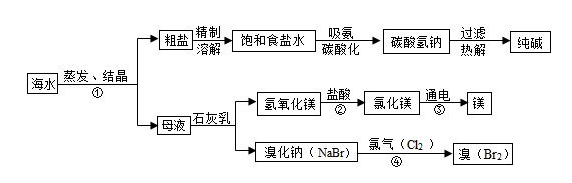 粗盐 精制 溶解 饱和食盐水 吸氨 碳酸化 碳酸氢钠 过滤 热解 纯碱
海水 蒸发、结晶 ①
母液 石灰乳 氢氧化镁 盐酸 ② 氯化镁 通电 ③ 镁
溴化钠（NaBr） 氯气（Cl₂） ④ 溴（Br₂）